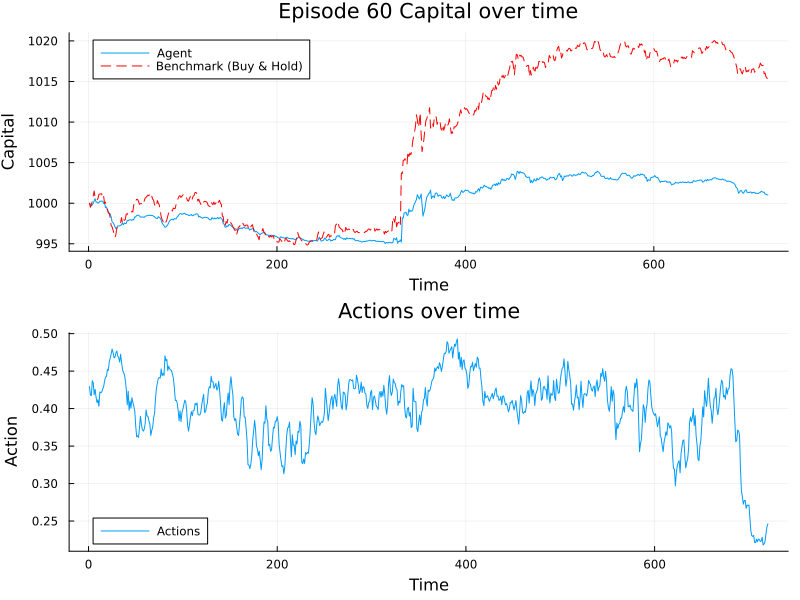 Episode 60 Capital over time
Capital
1020
1015
1010
1005
1000
995
Agent
Benchmark (Buy & Hold)
0
200
400
600
Time
Actions over time
Action
0.50
0.45
0.40
0.35
0.30
0.25
Actions
0
200
400
600
Time